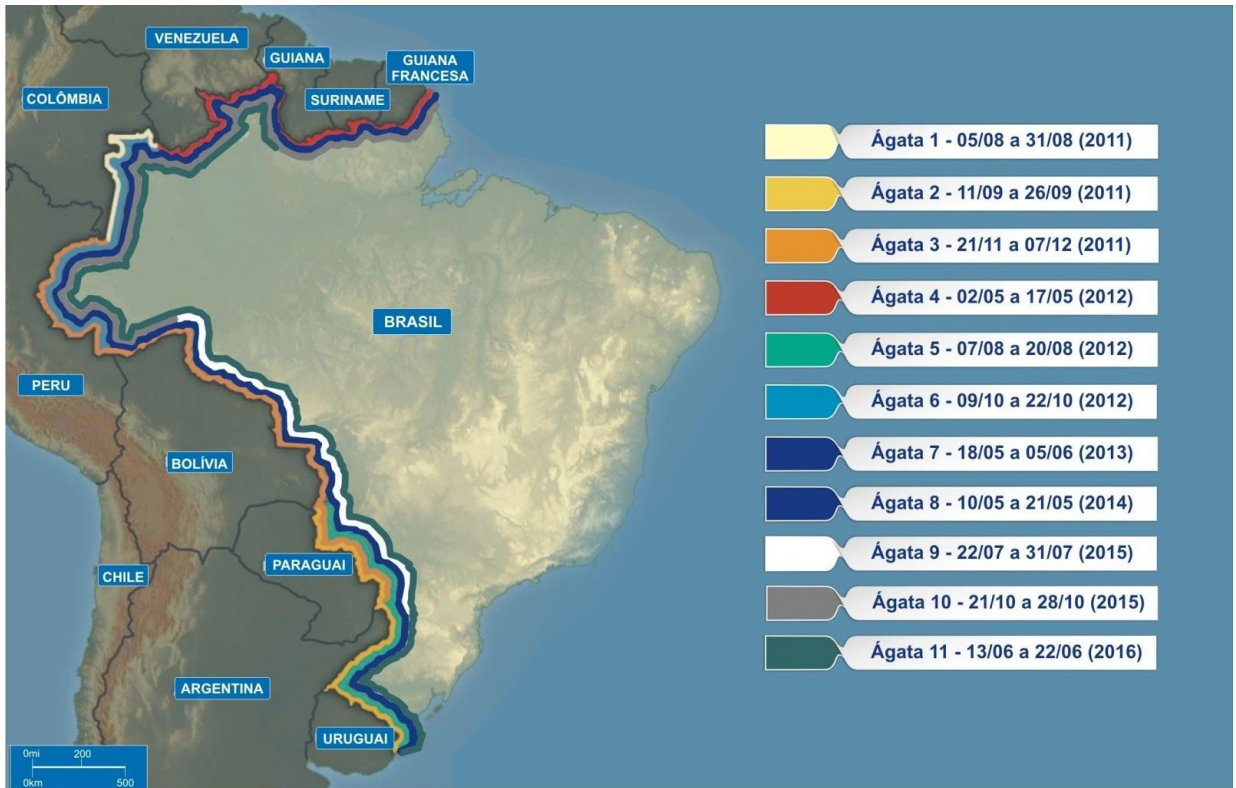 VENEZUELA
GUIANA
GUIANA
FRANCESA
COLÔMBIA
SURINAME
BRASIL
PERU
BOLÍVIA
PARAGUAI
CHILE
ARGENTINA
URUGUAI
0mi 200
0km 500
Ágata 1 - 05/08 a 31/08 (2011)
Ágata 2 - 11/09 a 26/09 (2011)
Ágata 3 - 21/11 a 07/12 (2011)
Ágata 4 - 02/05 a 17/05 (2012)
Ágata 5 - 07/08 a 20/08 (2012)
Ágata 6 - 09/10 a 22/10 (2012)
Ágata 7 - 18/05 a 05/06 (2013)
Ágata 8 - 10/05 a 21/05 (2014)
Ágata 9 - 22/07 a 31/07 (2015)
Ágata 10 - 21/10 a 28/10 (2015)
Ágata 11 - 13/06 a 22/06 (2016)